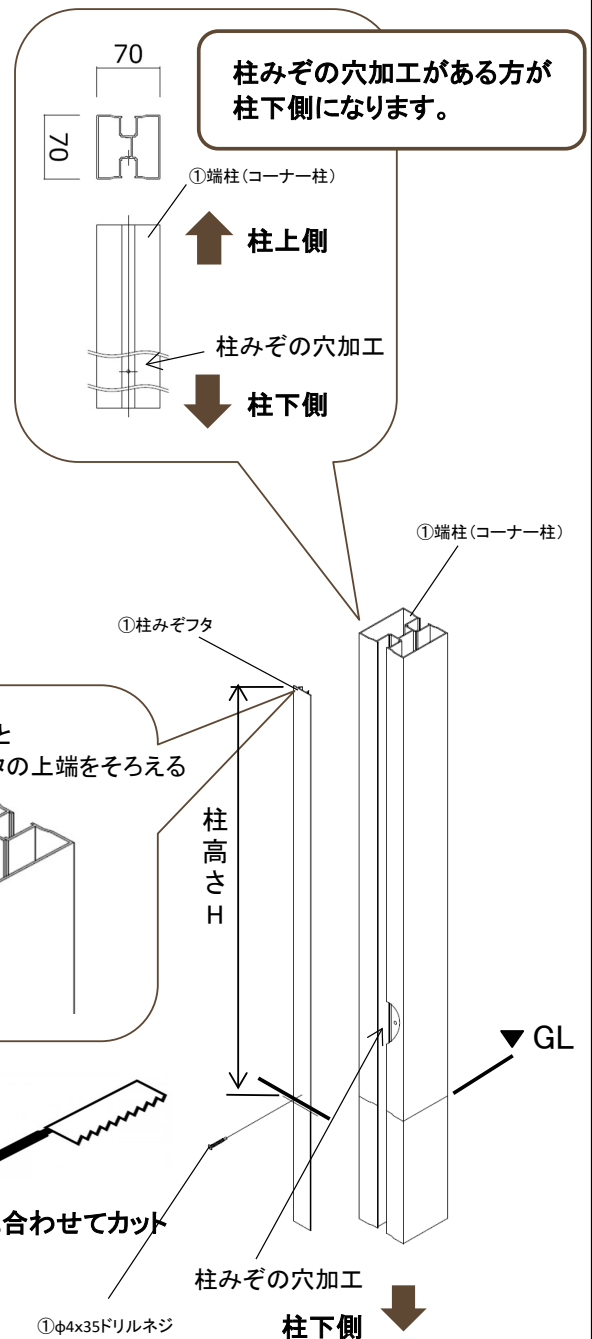 70
柱みぞの穴加工がある方が
柱下側になります。
70
①端柱（コーナー柱）
柱上側
柱みぞの穴加工
柱下側
①端柱（コーナー柱）
①柱みぞフタ
と
の上端をそろえる
柱高さH
▼ GL
合わせてカット
柱みぞの穴加工
①φ4x35ドリルネジ
柱下側